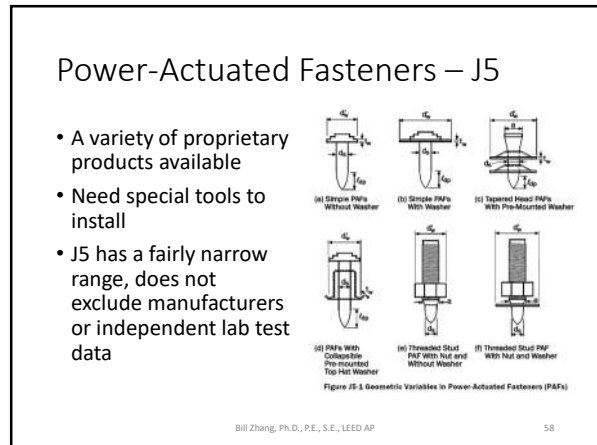 Power-Actuated Fasteners – J5
• A variety of proprietary
products available
• Need special tools to
install
• J5 has a fairly narrow
range, does not
exclude manufacturers
or independent lab test
data
(a) Simple PAFs
Without Washer
(b) Simple PAFs
With Washer
(c) Tapered Head PAFs
With Pre-Mounted Washer
(d) PAFs With
Collapsible
Pre-mounted
Top Hat Washer
(e) Threaded Stud
PAF With Nut and
Without Washer
(f) Threaded Stud PAF
With Nut and Washer
Figure J5-1 Geometric Variables in Power-Actuated Fasteners (PAFs)
Bill Zhang, Ph.D., P.E., S.E., LEED AP
58